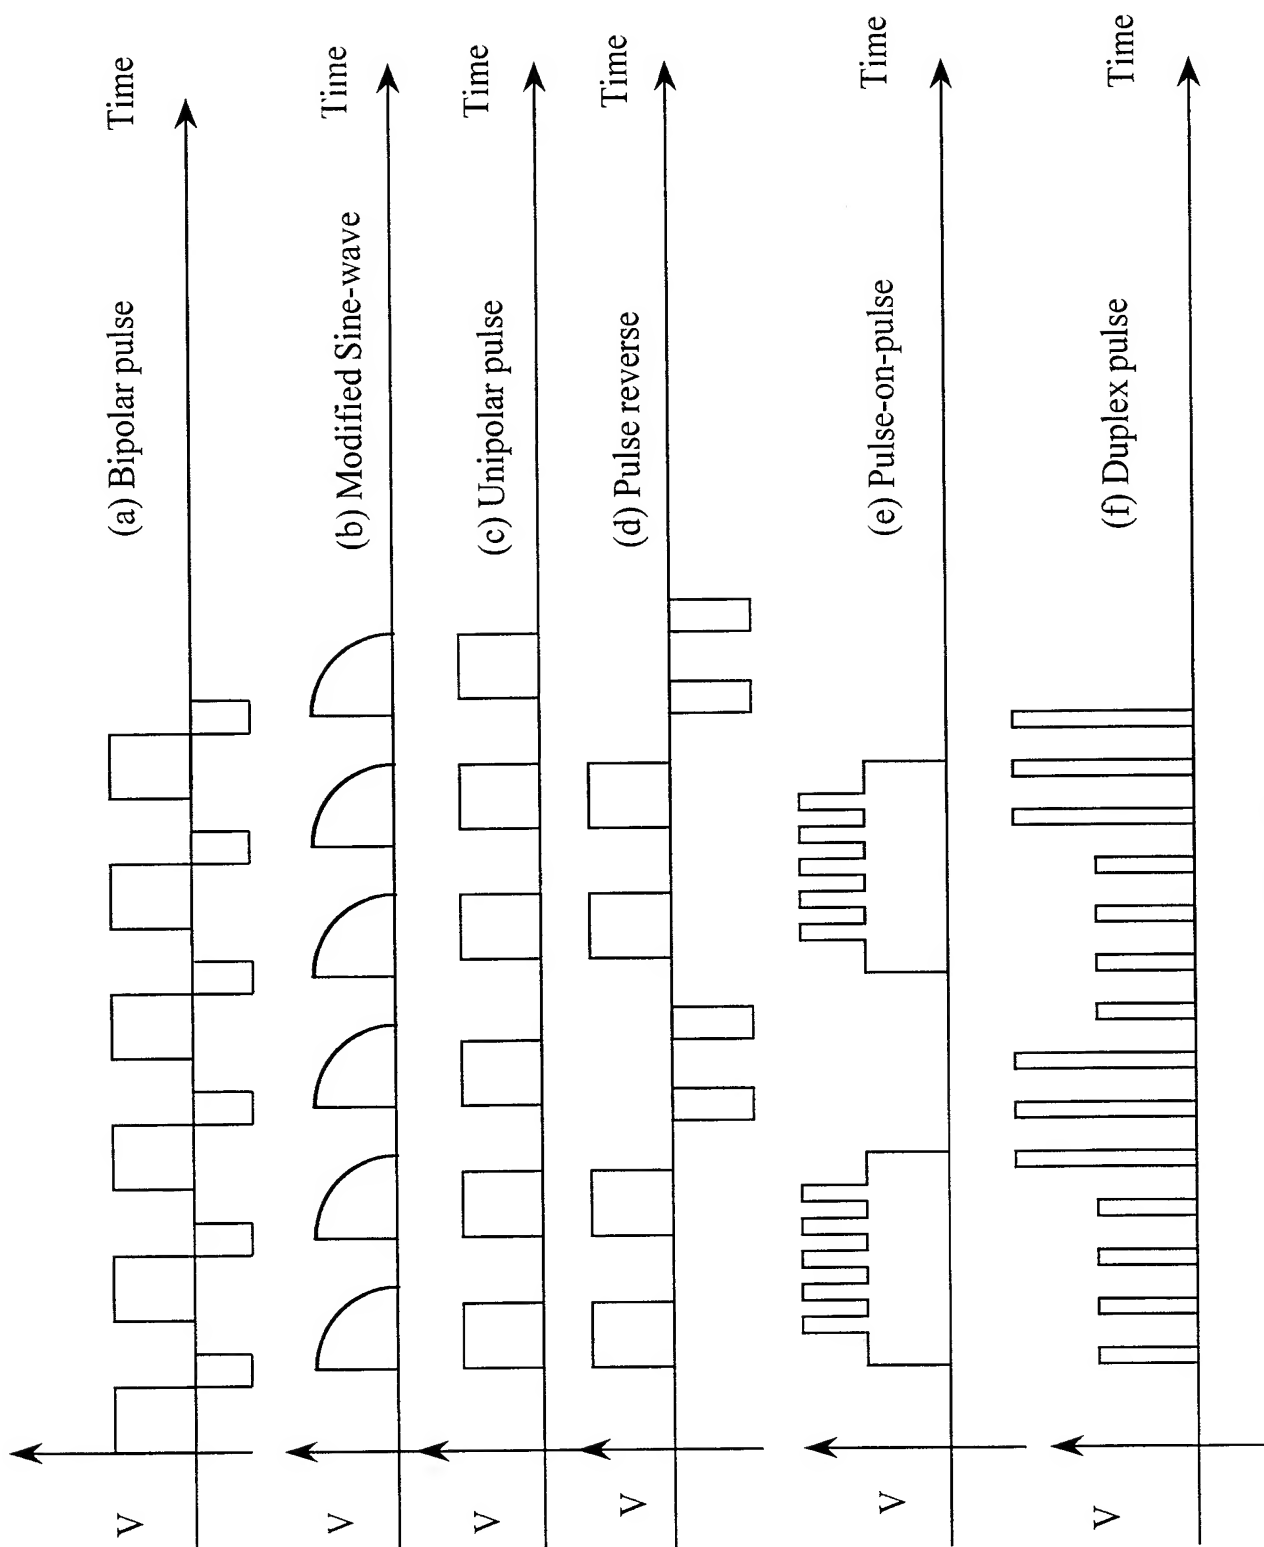 V
(a) Bipolar pulse
Time
V
(b) Modified Sine-wave
Time
V
(c) Unipolar pulse
Time
V
(d) Pulse reverse
Time
V
(e) Pulse-on-pulse
Time
V
(f) Duplex pulse
Time